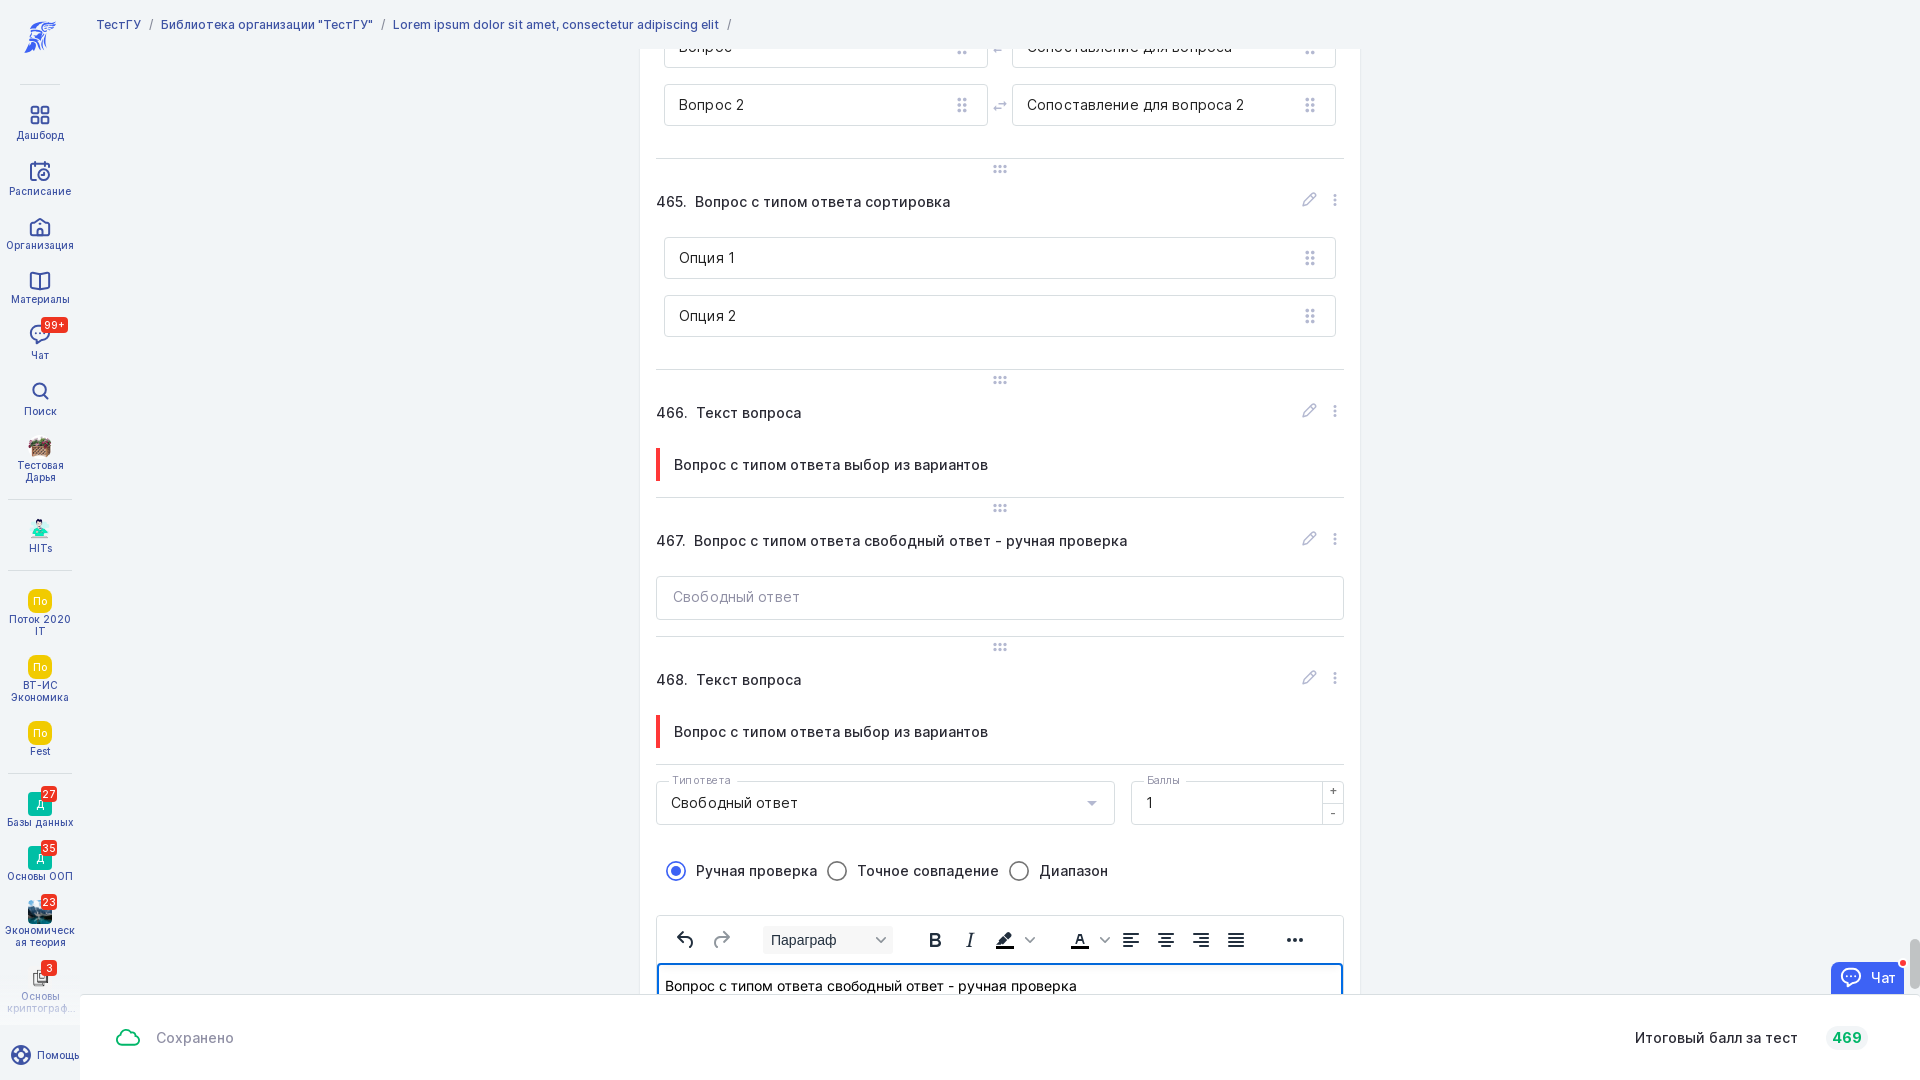 ТестГУ / Библиотека организации "ТестГУ" / Lorem ipsum dolor sit amet, consectetur adipiscing elit /
Дашборд
Расписание
Организация
Материалы
99+
Чат
Поиск
Тестовая
Дарья
HITs
По
Поток 2020
IT
По
ВТ-ИС
Экономика
По
Fest
27
Д
Базы данных
35
Д
Основы ООП
23
Экономическ
ая теория
3
Основы
криптограф...
Помощь
Вопрос
Сопоставление для вопроса
Вопрос 2
Сопоставление для вопроса 2
465. Вопрос с типом ответа сортировка
Опция 1
Опция 2
466. Текст вопроса
Вопрос с типом ответа выбор из вариантов
467. Вопрос с типом ответа свободный ответ - ручная проверка
Свободный ответ
468. Текст вопроса
Вопрос с типом ответа выбор из вариантов
Тип ответа
Свободный ответ
Баллы
1
+
-
Ручная проверка
Точное совпадение
Диапазон
Параграф
Вопрос с типом ответа свободный ответ - ручная проверка
Чат
Сохранено
Итоговый балл за тест 469